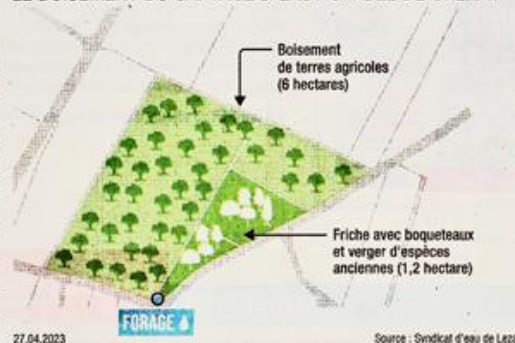 Boisement
de terres agricoles
(6 hectares)
Friche avec boqueteaux
et verger d'espèces
anciennes (1,2 hectare)
FORAGE
27.04.2023
Source : Syndicat d'eau de Leza